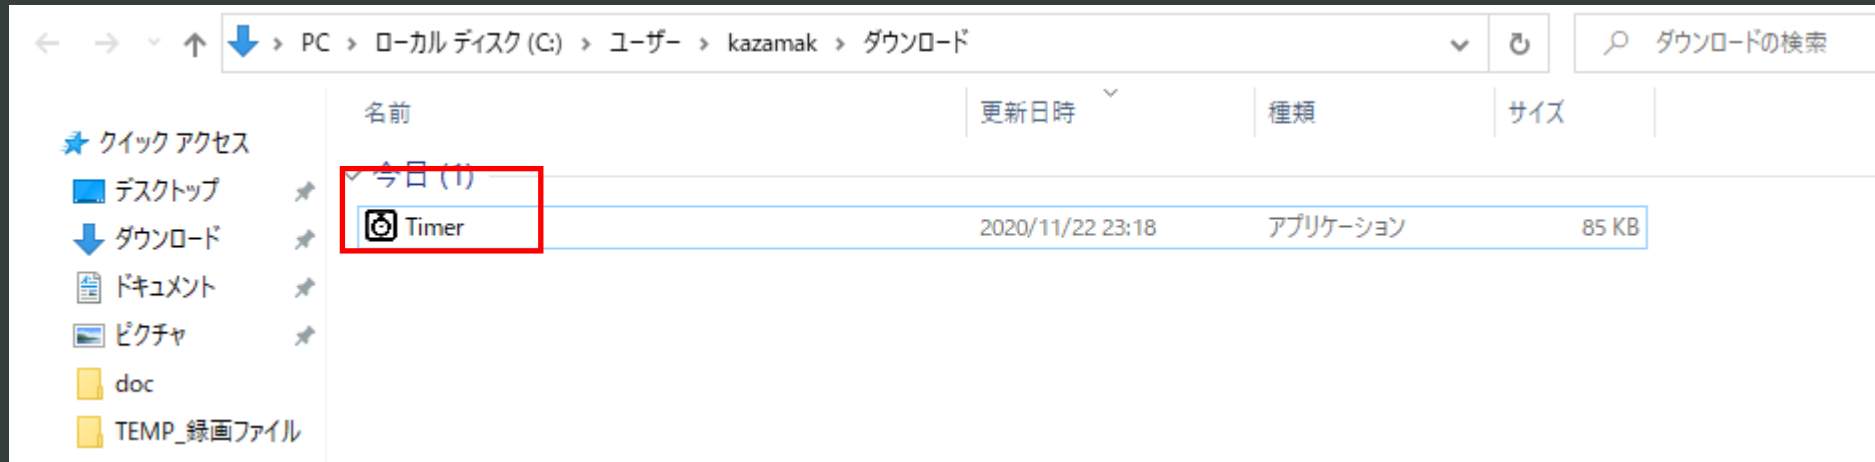 PC > ローカル ディスク (C:) > ユーザー > kazamak > ダウンロード
ダウンロードの検索
名前 更新日時 種類 サイズ
クイック アクセス
デスクトップ
ダウンロード
ドキュメント
ピクチャ
doc
TEMP_録画ファイル
今日 (1)
Timer 2020/11/22 23:18 アプリケーション 85 KB